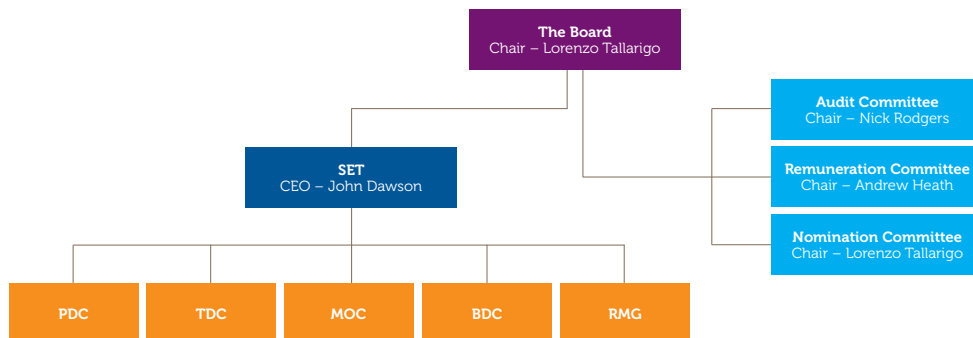 The Board
Chair – Lorenzo Tallarigo
Audit Committee
Chair – Nick Rodgers
SET
CEO – John Dawson
Remuneration Committee
Chair – Andrew Heath
Nomination Committee
Chair – Lorenzo Tallarigo
PDC
TDC
MOC
BDC
RMG